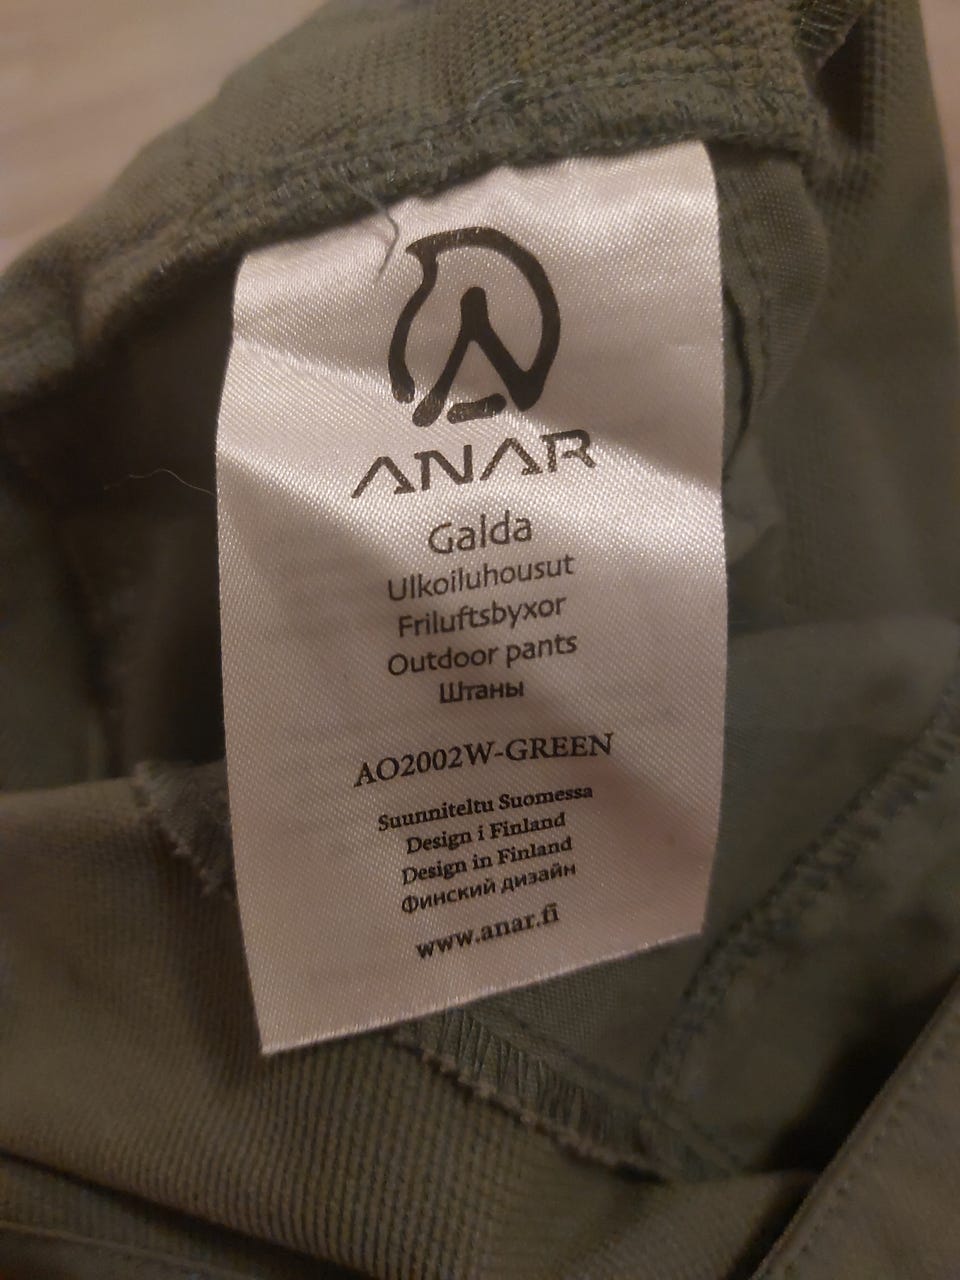 ANAR
Galda
Ulkoiluhousut
Friluftsbyxor
Outdoor pants
Штаны
AO2002W-GREEN
Suunniteltu Suomessa
Design i Finland
Design in Finland
Финский дизайн
www.anar.fi